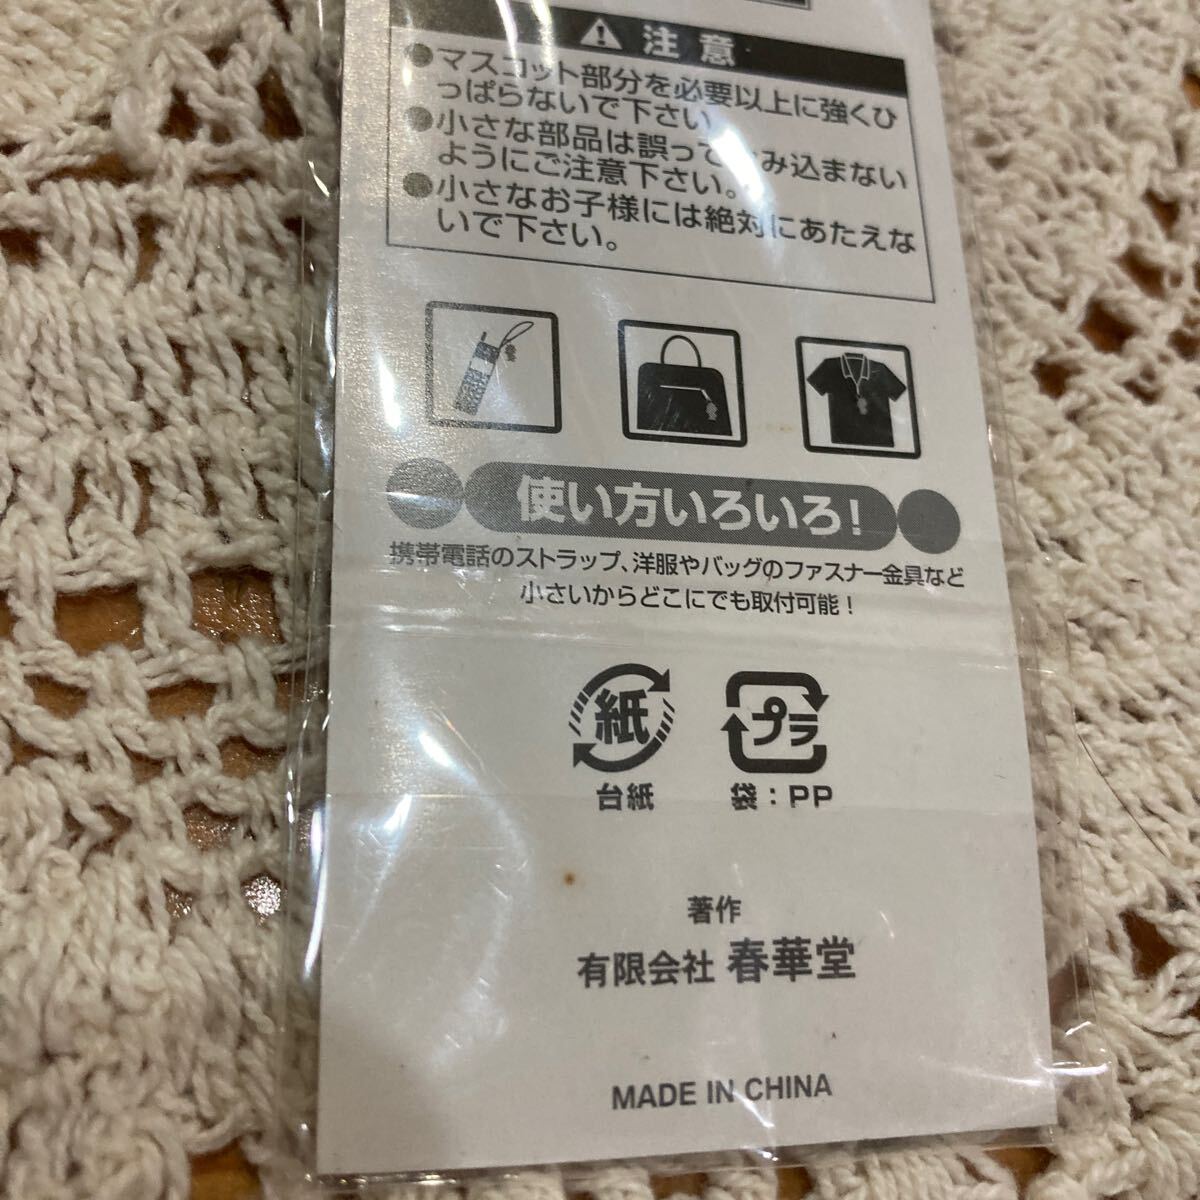 注意
●マスコット部分を必要以上に強くひ
っぱらないで下さい。
●小さな部品は誤って み込まない
ようにご注意下さい。
●小さなお子様には絶対にあたえな
いで下さい。
使い方いろいろ!
携帯電話のストラップ、洋服やバッグのファスナー金具など
小さいからどこにでも取付可能!
紙
プラ
台紙
袋:PP
著作
有限会社 春華堂
MADE IN CHINA